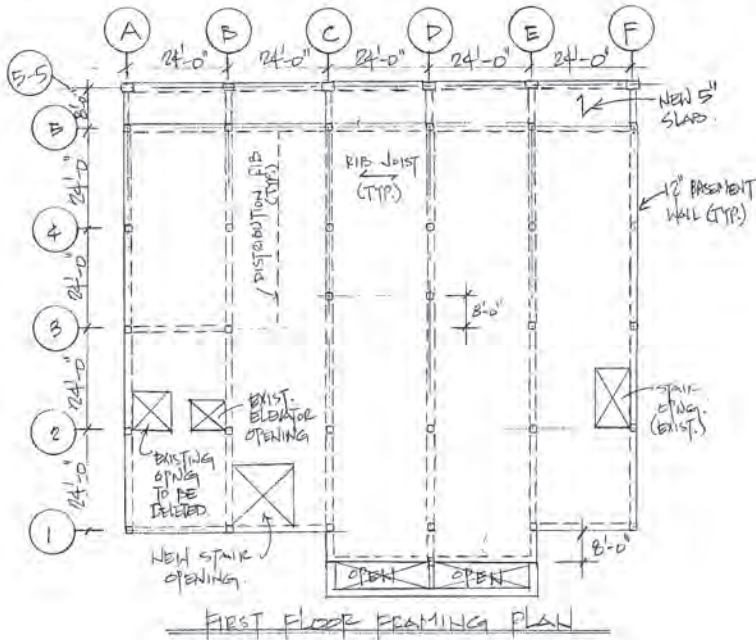 A B C D E F
24'-0" 24'-0" 24'-0" 24'-0" 24'-0"
5-5
8'-0"
NEW 5"
SLAB.
5
24'-0"
RIB JOIST
(TYP.)
DISTRIBUTION RIB
(TYP.)
12" BASEMENT
WALL (TYP.)
4
24'-0"
8'-0"
3
24'-0"
EXIST.
ELEVATOR
OPENING
STAIR
OPNG.
(EXIST.)
2
EXISTING
OPNG
TO BE
DELETED
24'-0"
1
NEW STAIR
OPENING
8'-0"
OPEN OPEN
FIRST FLOOR FRAMING PLAN